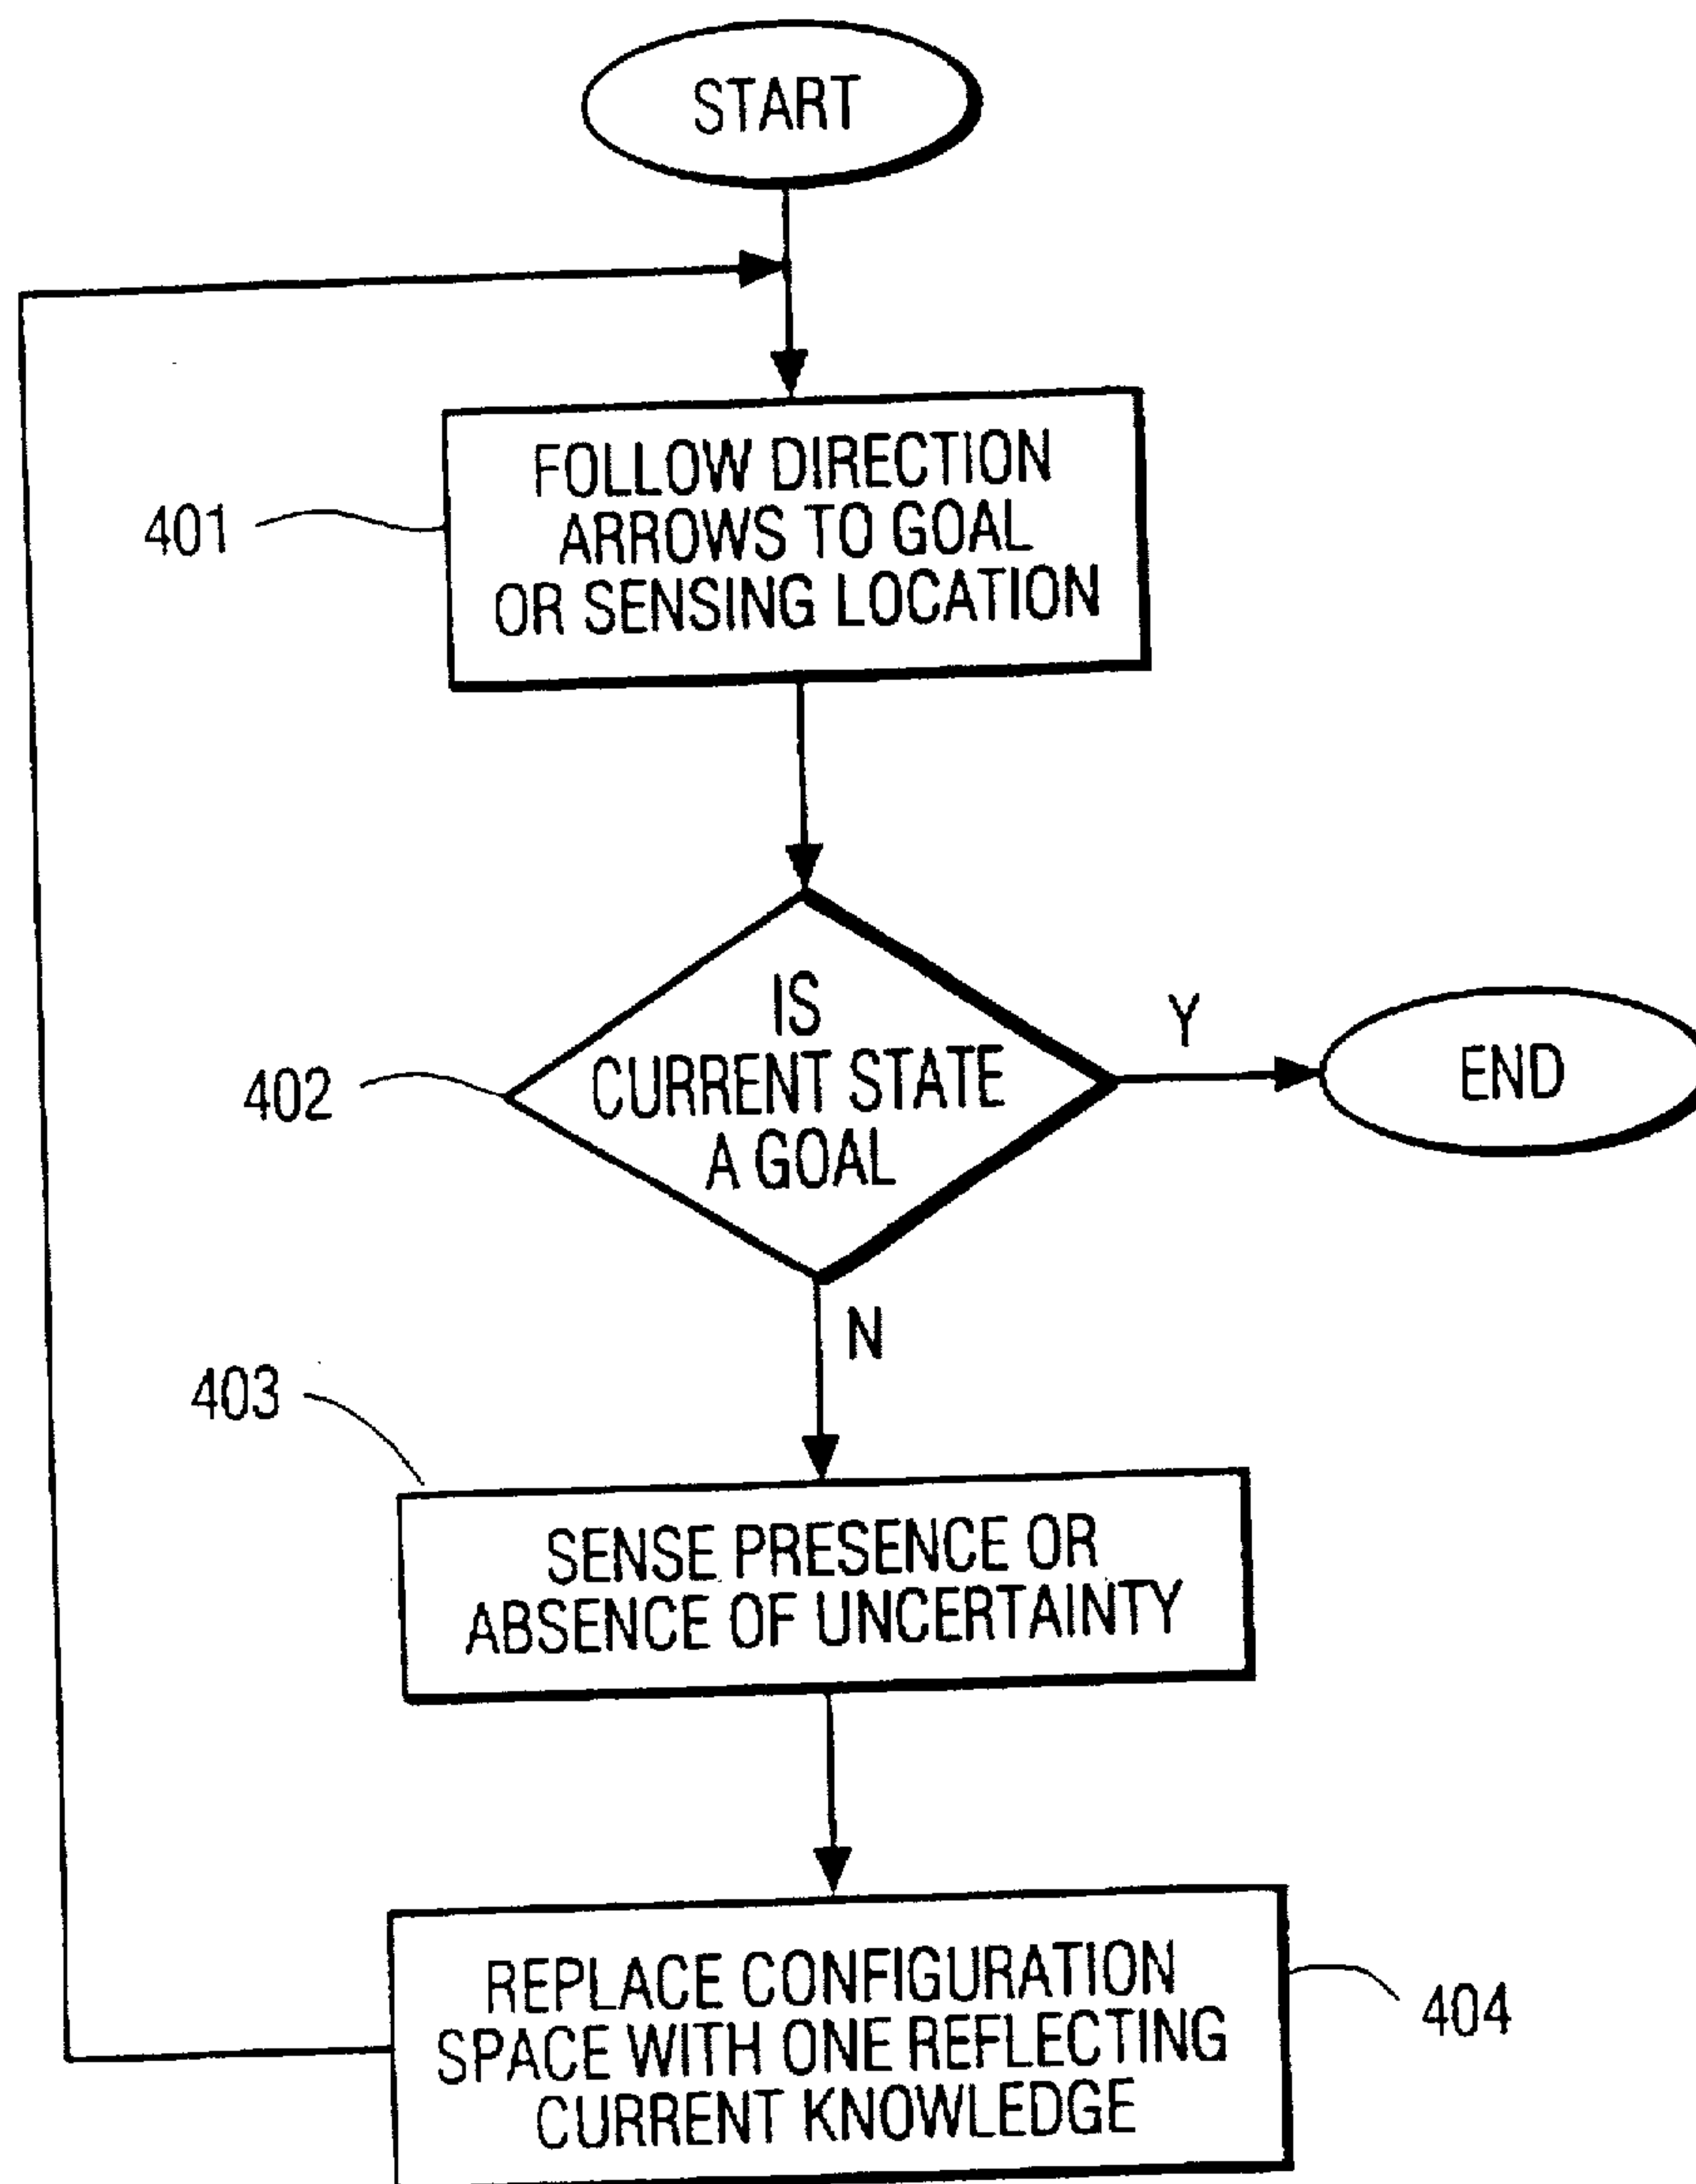 START
FOLLOW DIRECTION
ARROWS TO GOAL
OR SENSING LOCATION
401
IS
CURRENT STATE
A GOAL
402
Y
END
N
403
SENSE PRESENCE OR
ABSENCE OF UNCERTAINTY
REPLACE CONFIGURATION
SPACE WITH ONE REFLECTING
CURRENT KNOWLEDGE
404